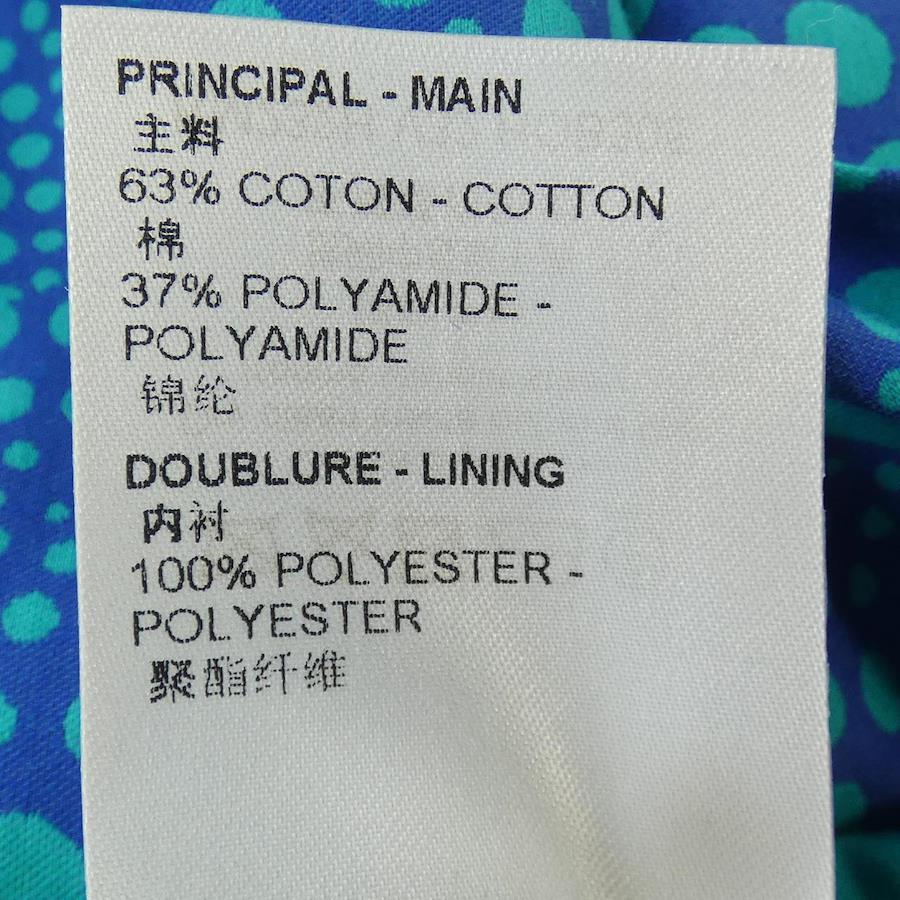 PRINCIPAL - MAIN
主料
63% COTON - COTTON
棉
37% POLYAMIDE -
POLYAMIDE
锦纶
DOUBLURE - LINING
内衬
100% POLYESTER -
POLYESTER
聚酯纤维